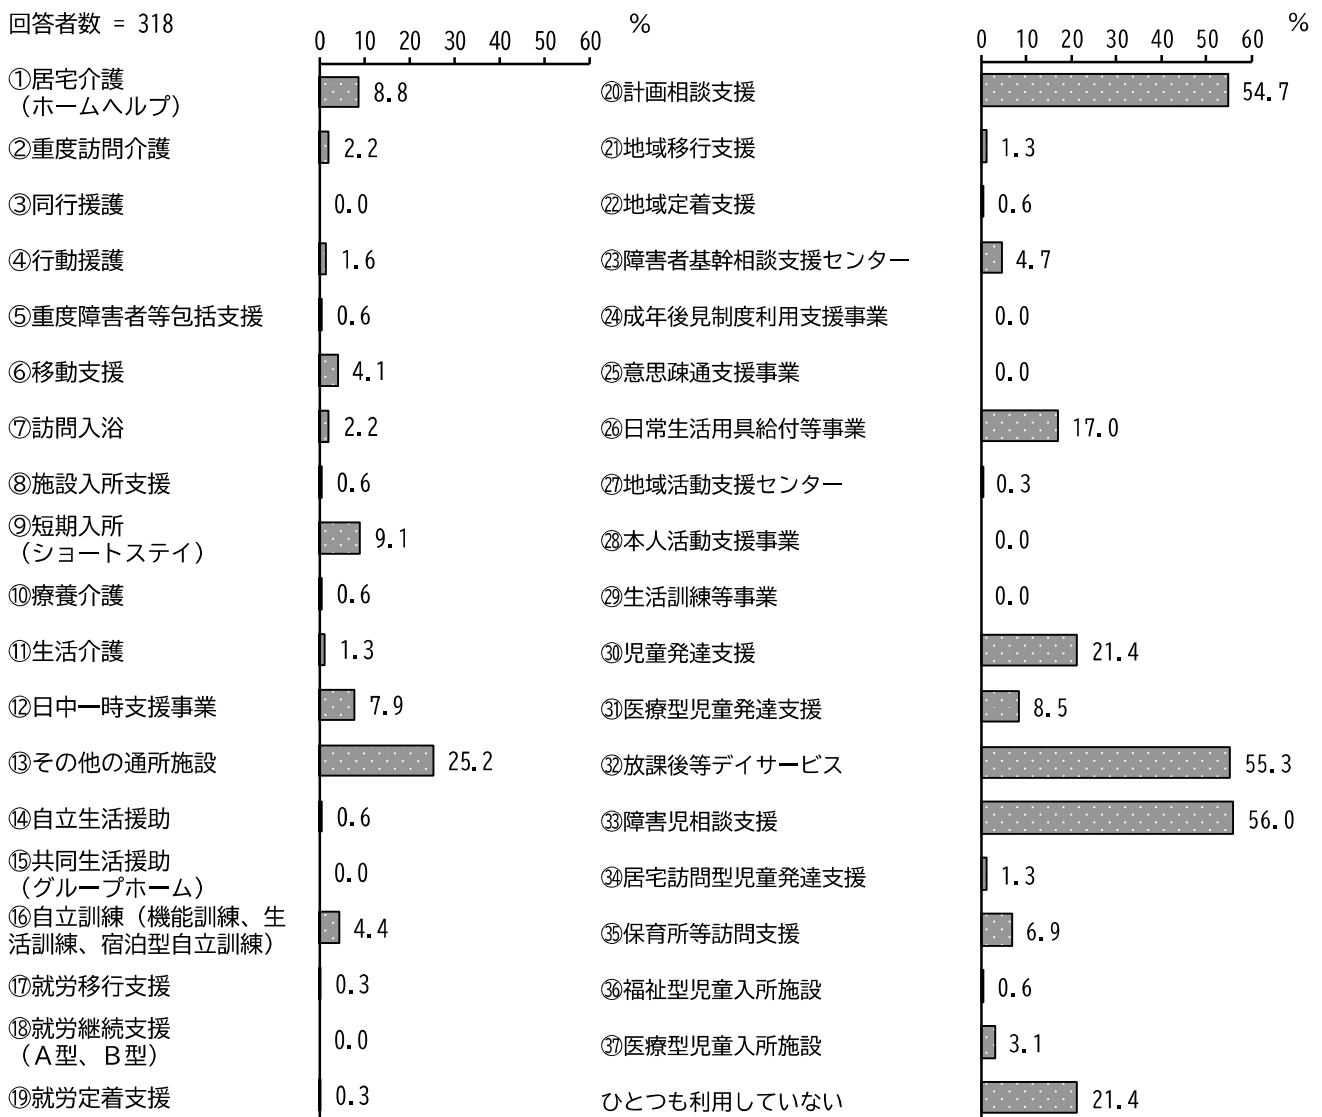 回答者数 = 318
%
0 10 20 30 40 50 60
①居宅介護
（ホームヘルプ）
8.8
②重度訪問介護
2.2
③同行援護
0.0
④行動援護
1.6
⑤重度障害者等包括支援
0.6
⑥移動支援
4.1
⑦訪問入浴
2.2
⑧施設入所支援
0.6
⑨短期入所
（ショートステイ）
9.1
⑩療養介護
0.6
⑪生活介護
1.3
⑫日中一時支援事業
7.9
⑬その他の通所施設
25.2
⑭自立生活援助
0.6
⑮共同生活援助
（グループホーム）
0.0
⑯自立訓練（機能訓練、生
活訓練、宿泊型自立訓練）
4.4
⑰就労移行支援
0.3
⑱就労継続支援
（Ａ型、Ｂ型）
0.0
⑲就労定着支援
0.3
%
0 10 20 30 40 50 60
⑳計画相談支援
54.7
㉑地域移行支援
1.3
㉒地域定着支援
0.6
㉓障害者基幹相談支援センター
4.7
㉔成年後見制度利用支援事業
0.0
㉕意思疎通支援事業
0.0
㉖日常生活用具給付等事業
17.0
㉗地域活動支援センター
0.3
㉘本人活動支援事業
0.0
㉙生活訓練等事業
0.0
㉚児童発達支援
21.4
㉛医療型児童発達支援
8.5
㉜放課後等デイサービス
55.3
㉝障害児相談支援
56.0
㉞居宅訪問型児童発達支援
1.3
㉟保育所等訪問支援
6.9
㊱福祉型児童入所施設
0.6
㊲医療型児童入所施設
3.1
ひとつも利用していない
21.4